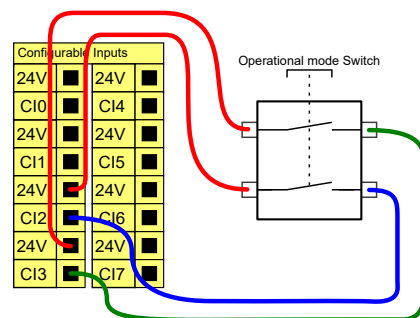 Configurable Inputs
Operational mode Switch
24V 24V
CI0 CI4
24V 24V
CI1 CI5
24V 24V
CI2 CI6
24V 24V
CI3 CI7